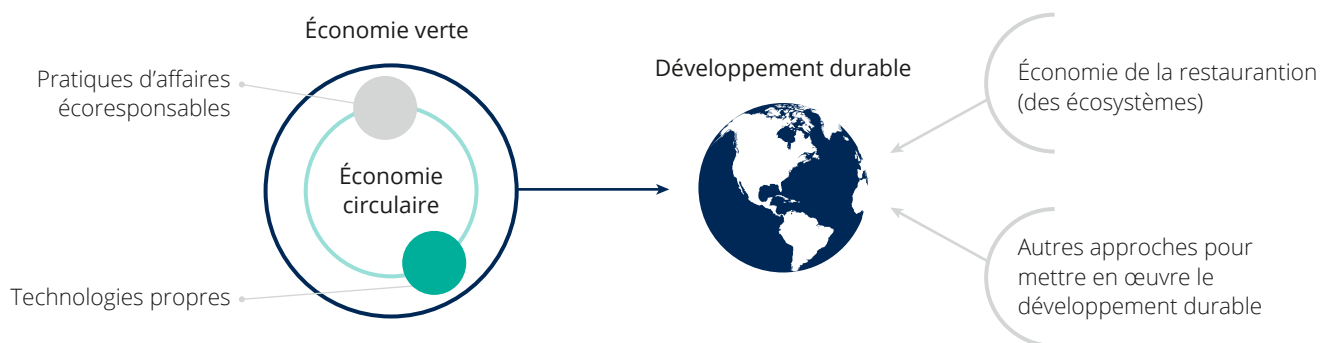 Économie verte
Pratiques d’affaires
écoresponsables
Économie
circulaire
Technologies propres
Développement durable
Économie de la restaurantion
(des écosystèmes)
Autres approches pour
mettre en œuvre le
développement durable